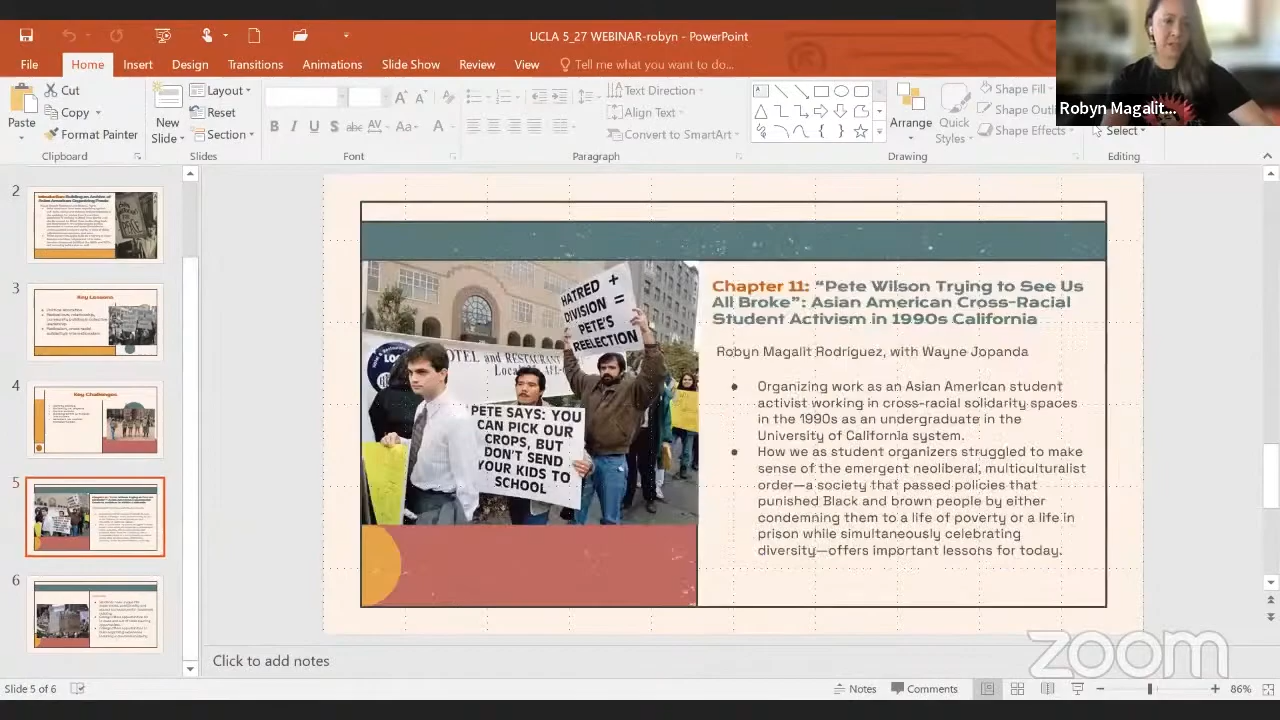 UCLA 5_27 WEBINAR-robyn - PowerPoint
File Home Insert Design Transitions Animations Slide Show Review View Tell me what you want to do...
Robyn Magalit...
Paste
Cut
Copy
Format Painter
Clipboard
New
Slide
Layout
Reset
Section
Slides
B I U S abc AV Aa A
Font
Text Direction
Align Text
Convert to SmartArt
Paragraph
Arrange
Quick
Styles
Shape Fill
Shape Outl
Shape Effects
Drawing
Select
Editing
2
3
Key Lessons
4
Key Challenges
5
6
HATRED +
DIVISION =
PETE'S
REELECTION
HOTEL and RESTAURANT
Loca
LOC
PETE SAYS: YOU
CAN PICK OUR
CROPS, BUT
DON'T SEND
YOUR KIDS TO
SCHOOL
Chapter 11: “Pete Wilson Trying to See Us
All Broke”: Asian American Cross-Racial
Student Activism in 1990s California
Robyn Magalit Rodriguez, with Wayne Jopanda
● Organizing work as an Asian American student
activist working in cross-racial solidarity spaces
in the 1990s as an undergraduate in the
University of California system.
● How we as student organizers struggled to make
sense of the emergent neoliberal, multiculturalist
order—a society that passed policies that
punished black and brown people by either
condemning them to a life of poverty or a life in
prison while simultaneously celebrating
diversity—offers important lessons for today.
Click to add notes
zoom
Slide 5 of 6
Notes
Comments
86%